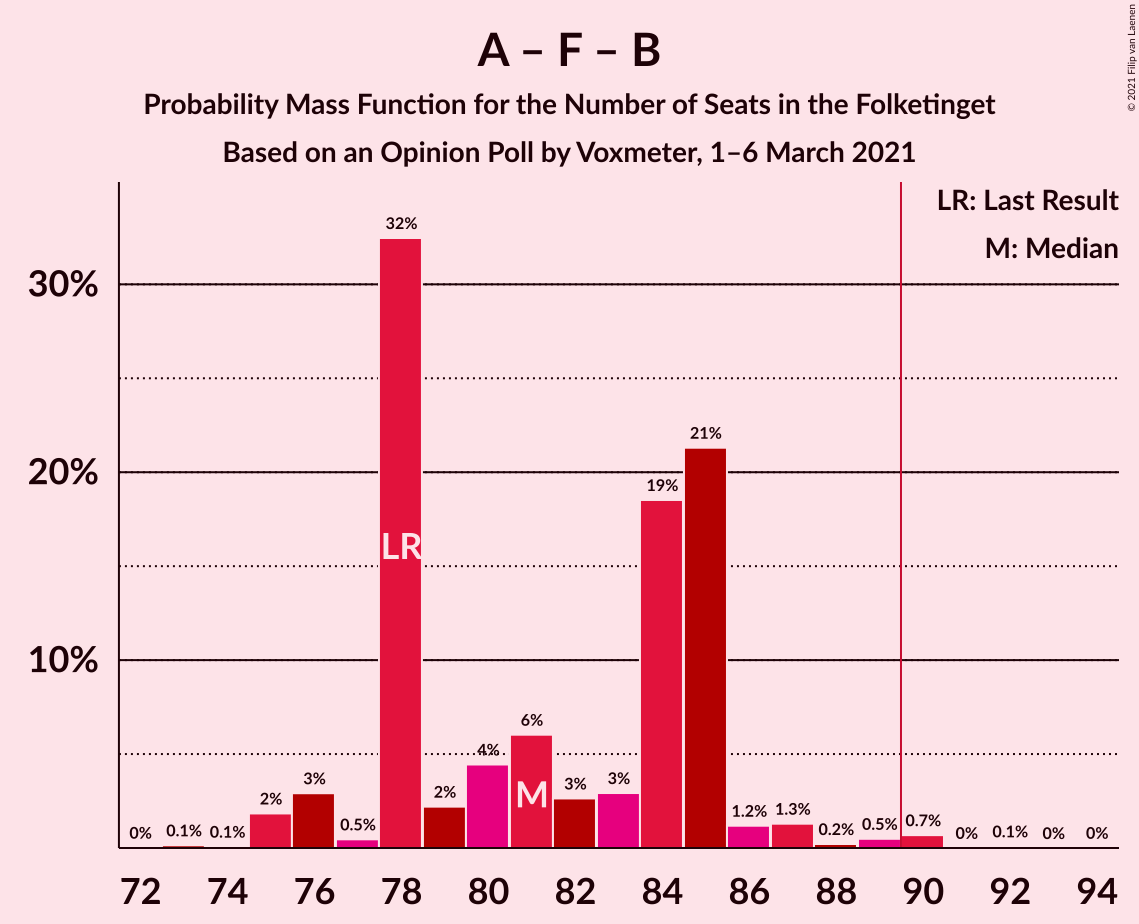 A – F – B
Probability Mass Function for the Number of Seats in the Folketinget
Based on an Opinion Poll by Voxmeter, 1–6 March 2021
© 2021 Filip van Laenen
LR: Last Result
M: Median
30%
20%
10%
0%
0.1%
0.1%
2%
3%
0.5%
32%
2%
4%
6%
3%
3%
19%
21%
1.2%
1.3%
0.2%
0.5%
0.7%
0%
0.1%
0%
0%
LR
M
72 74 76 78 80 82 84 86 88 90 92 94